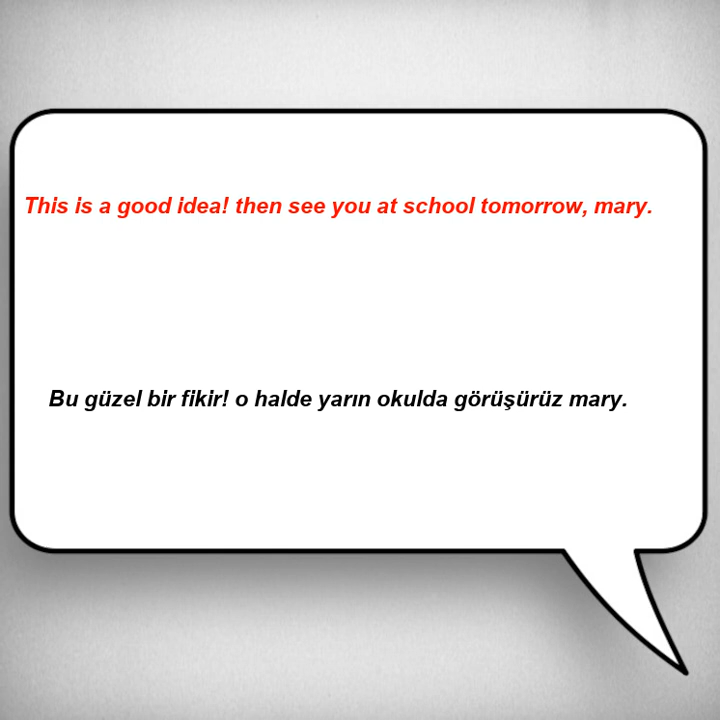 This is a good idea! then see you at school tomorrow, mary.
Bu güzel bir fikir! o halde yarın okulda görüşürüz mary.